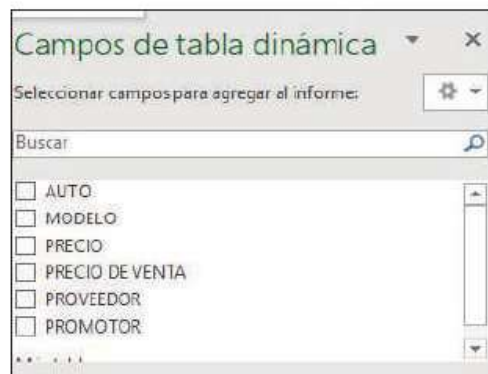 Campos de tabla dinámica
Seleccionar campos para agregar al informe:
Buscar
AUTO
MODELO
PRECIO
PRECIO DE VENTA
PROVEEDOR
PROMOTOR